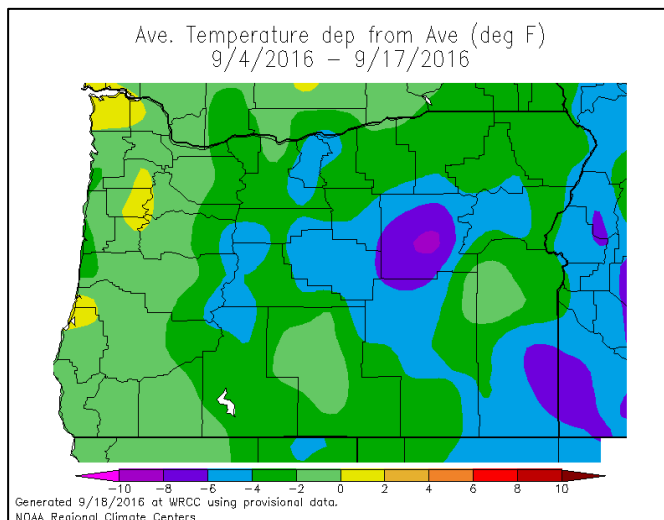 Ave. Temperature dep from Ave (deg F)
9/4/2016 – 9/17/2016
-10 -8 -6 -4 -2 0 2 4 6 8 10
Generated 9/18/2016 at WRCC using provisional data.
NOAA Regional Climate Centers